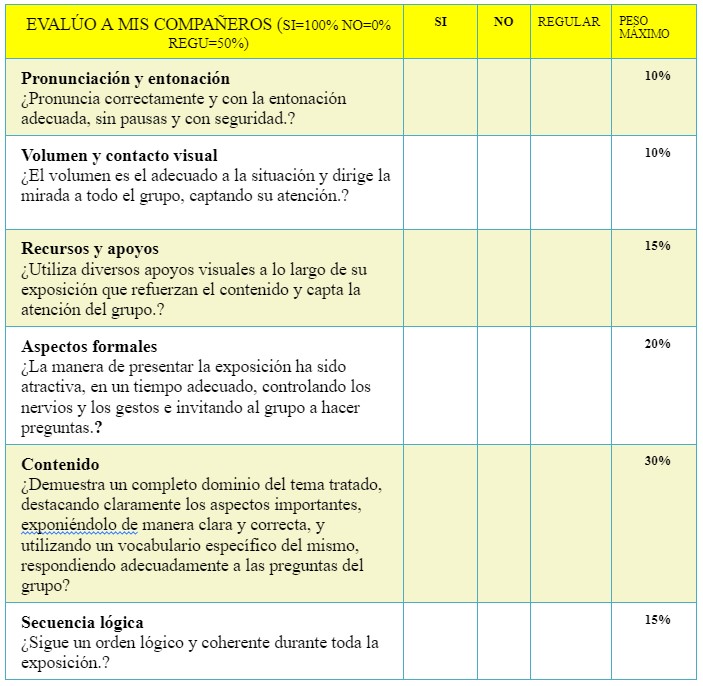 EVALÚO A MIS COMPAÑEROS (SI=100% NO=0%
REGU=50%)
SI
NO
REGULAR
PESO
MÁXIMO
Pronunciación y entonación
¿Pronuncia correctamente y con la entonación
adecuada, sin pausas y con seguridad.?
10%
Volumen y contacto visual
¿El volumen es el adecuado a la situación y dirige la
mirada a todo el grupo, captando su atención.?
10%
Recursos y apoyos
¿Utiliza diversos apoyos visuales a lo largo de su
exposición que refuerzan el contenido y capta la
atención del grupo.?
15%
Aspectos formales
¿La manera de presentar la exposición ha sido
atractiva, en un tiempo adecuado, controlando los
nervios y los gestos e invitando al grupo a hacer
preguntas.?
20%
Contenido
¿Demuestra un completo dominio del tema tratado,
destacando claramente los aspectos importantes,
exponiéndolo de manera clara y correcta, y
utilizando un vocabulario específico del mismo,
respondiendo adecuadamente a las preguntas del
grupo?
30%
Secuencia lógica
¿Sigue un orden lógico y coherente durante toda la
exposición.?
15%